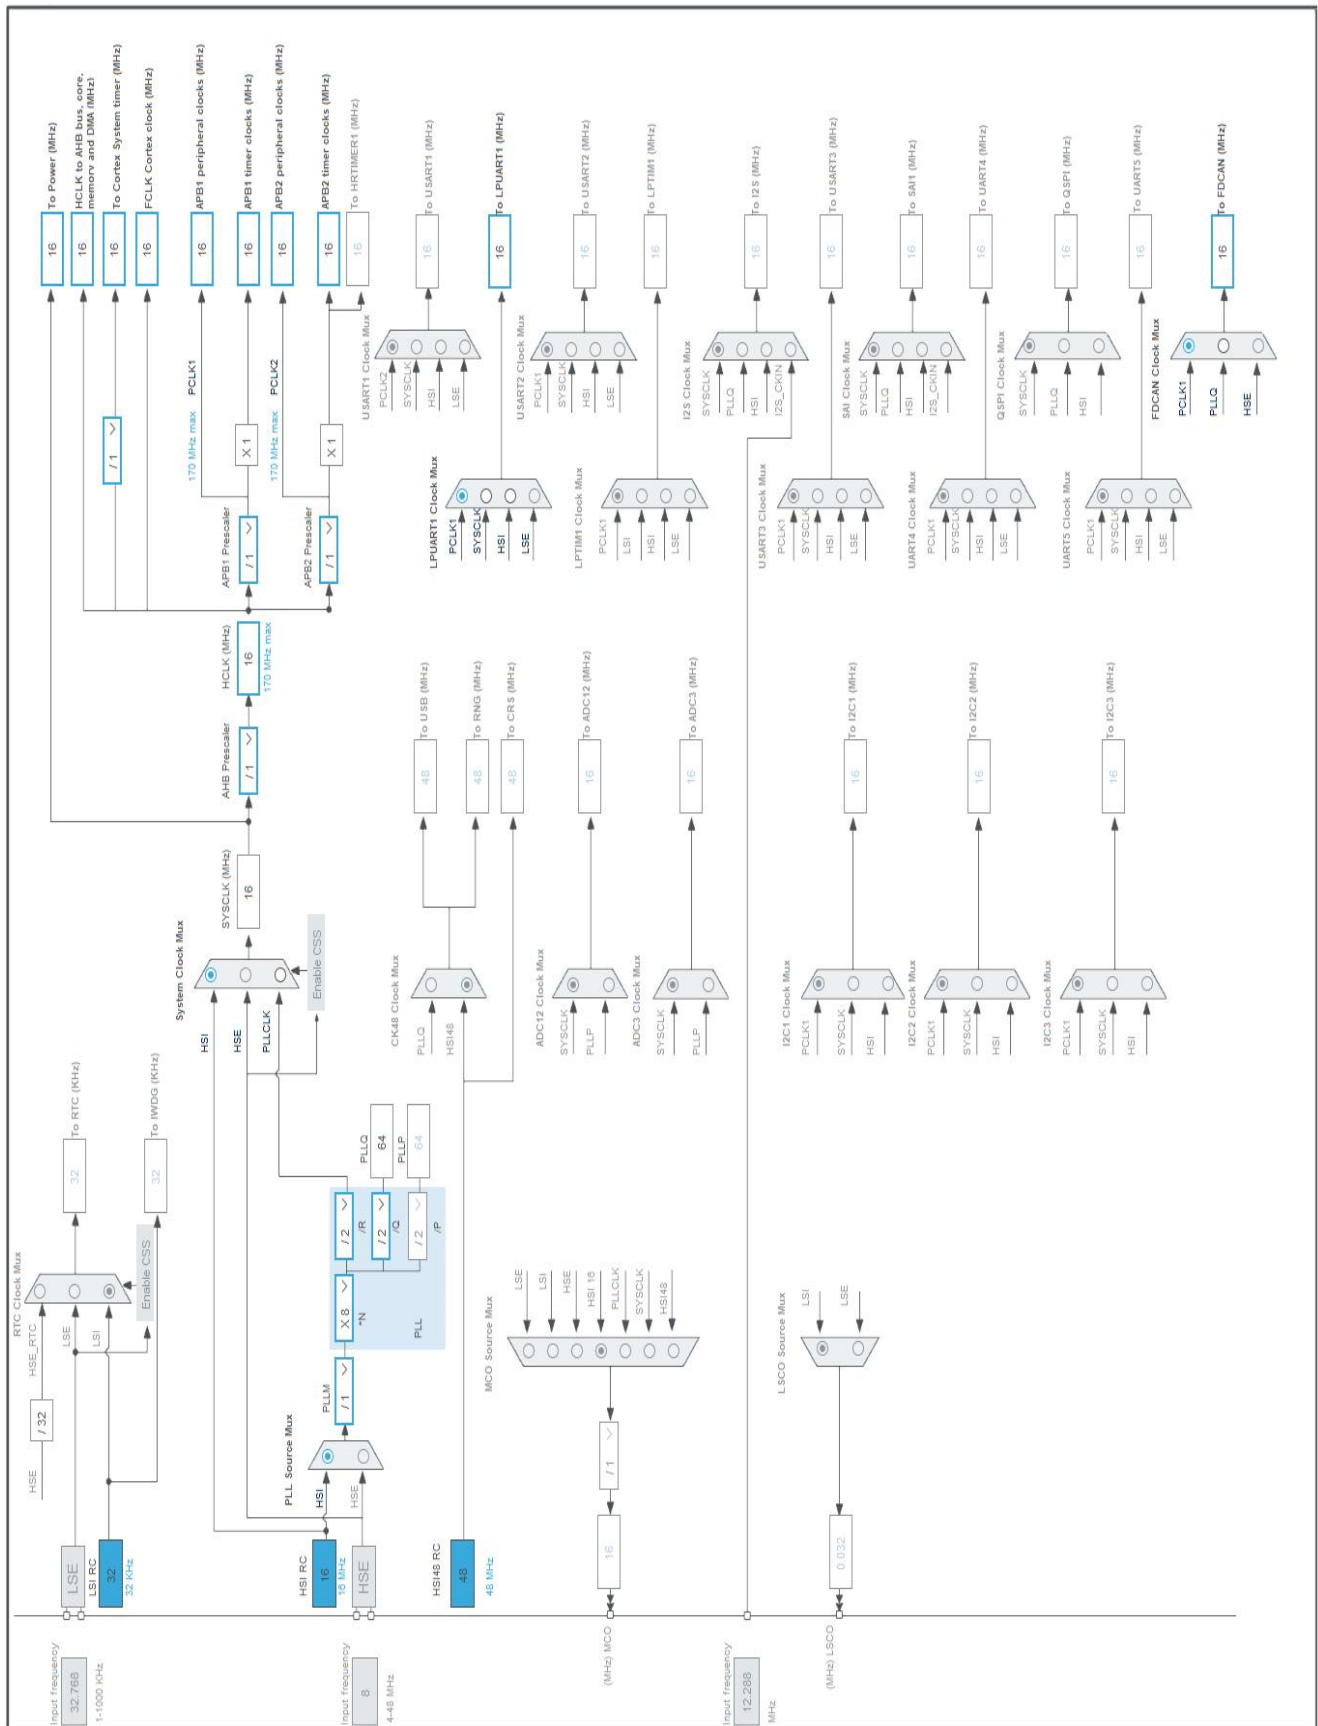 Input frequency
32.768
1-1000 KHz
LSE
LSI RC
32
32 KHz
HSE
/ 32
HSE_RTC
LSE
LSI
RTC Clock Mux
Enable CSS
32
To RTC (KHz)
32
To IWDG (KHz)
Input frequency
8
4-48 MHz
HSI RC
16
16 MHz
HSE
HSI48 RC
48
48 MHz
PLL Source Mux
HSI
HSE
PLLM
/ 1
X 8
*N
PLL
/ 2
/R
/ 2
/Q
/ 2
/P
PLLQ
64
PLLP
64
System Clock Mux
HSI
HSE
PLLCLK
Enable CSS
SYSCLK (MHz)
16
AHB Prescaler
/ 1
HCLK (MHz)
16
170 MHz max
APB1 Prescaler
/ 1
APB2 Prescaler
/ 1
/ 1
170 MHz max
PCLK1
X 1
170 MHz max
PCLK2
X 1
16
To Power (MHz)
16
HCLK to AHB bus, core,
memory and DMA (MHz)
16
To Cortex System timer (MHz)
16
FCLK Cortex clock (MHz)
16
APB1 peripheral clocks (MHz)
16
APB1 timer clocks (MHz)
16
APB2 peripheral clocks (MHz)
16
APB2 timer clocks (MHz)
16
To HRTIMER1 (MHz)
CK48 Clock Mux
PLLQ
HSI48
48
To USB (MHz)
48
To RNG (MHz)
48
To CRS (MHz)
ADC12 Clock Mux
SYSCLK
PLLP
16
To ADC12 (MHz)
ADC3 Clock Mux
SYSCLK
PLLP
16
To ADC3 (MHz)
I2C1 Clock Mux
PCLK1
SYSCLK
HSI
16
To I2C1 (MHz)
I2C2 Clock Mux
PCLK1
SYSCLK
HSI
16
To I2C2 (MHz)
I2C3 Clock Mux
PCLK1
SYSCLK
HSI
16
To I2C3 (MHz)
USART1 Clock Mux
PCLK2
SYSCLK
HSI
LSE
16
To USART1 (MHz)
LPUART1 Clock Mux
PCLK1
SYSCLK
HSI
LSE
16
To LPUART1 (MHz)
USART2 Clock Mux
PCLK1
SYSCLK
HSI
LSE
16
To USART2 (MHz)
LPTIM1 Clock Mux
PCLK1
LSI
HSI
LSE
16
To LPTIM1 (MHz)
I2S Clock Mux
SYSCLK
PLLQ
HSI
I2S_CKIN
16
To I2S (MHz)
USART3 Clock Mux
PCLK1
SYSCLK
HSI
LSE
16
To USART3 (MHz)
SAI Clock Mux
SYSCLK
PLLQ
HSI
I2S_CKIN
16
To SAI1 (MHz)
UART4 Clock Mux
PCLK1
SYSCLK
HSI
LSE
16
To UART4 (MHz)
QSPI Clock Mux
SYSCLK
PLLQ
HSI
16
To QSPI (MHz)
UART5 Clock Mux
PCLK1
SYSCLK
HSI
LSE
16
To UART5 (MHz)
FDCAN Clock Mux
PCLK1
PLLQ
HSE
16
To FDCAN (MHz)
MCO Source Mux
LSE
LSI
HSE
HSI 16
PLLCLK
SYSCLK
HSI48
/ 1
16
(MHz) MCO
Input frequency
12.288
MHz
LSCO Source Mux
LSI
LSE
0.032
(MHz) LSCO